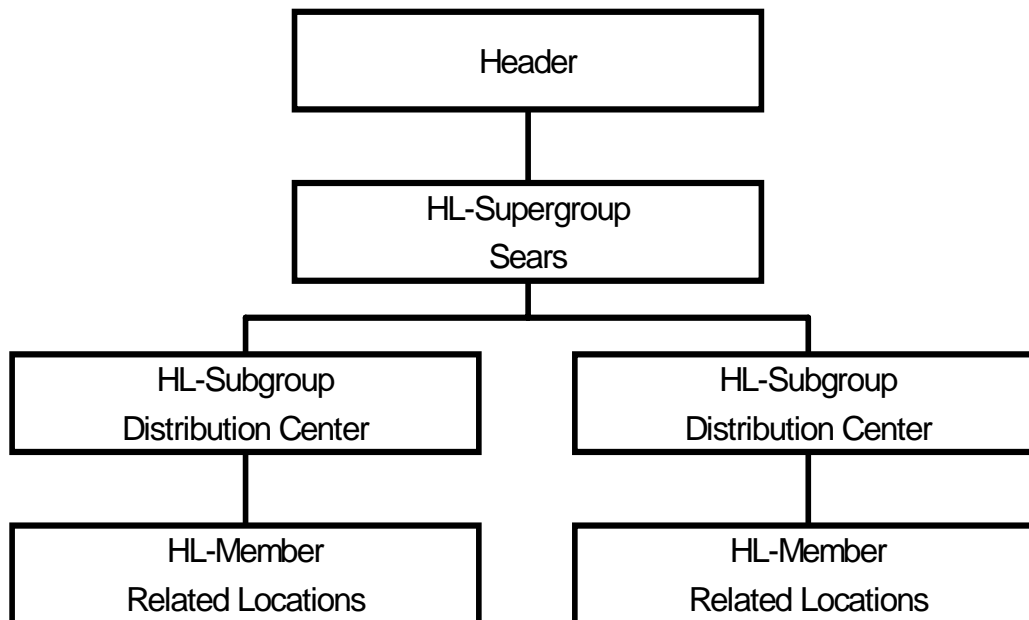 Header
HL-Supergroup
Sears
HL-Subgroup
Distribution Center
HL-Subgroup
Distribution Center
HL-Member
Related Locations
HL-Member
Related Locations